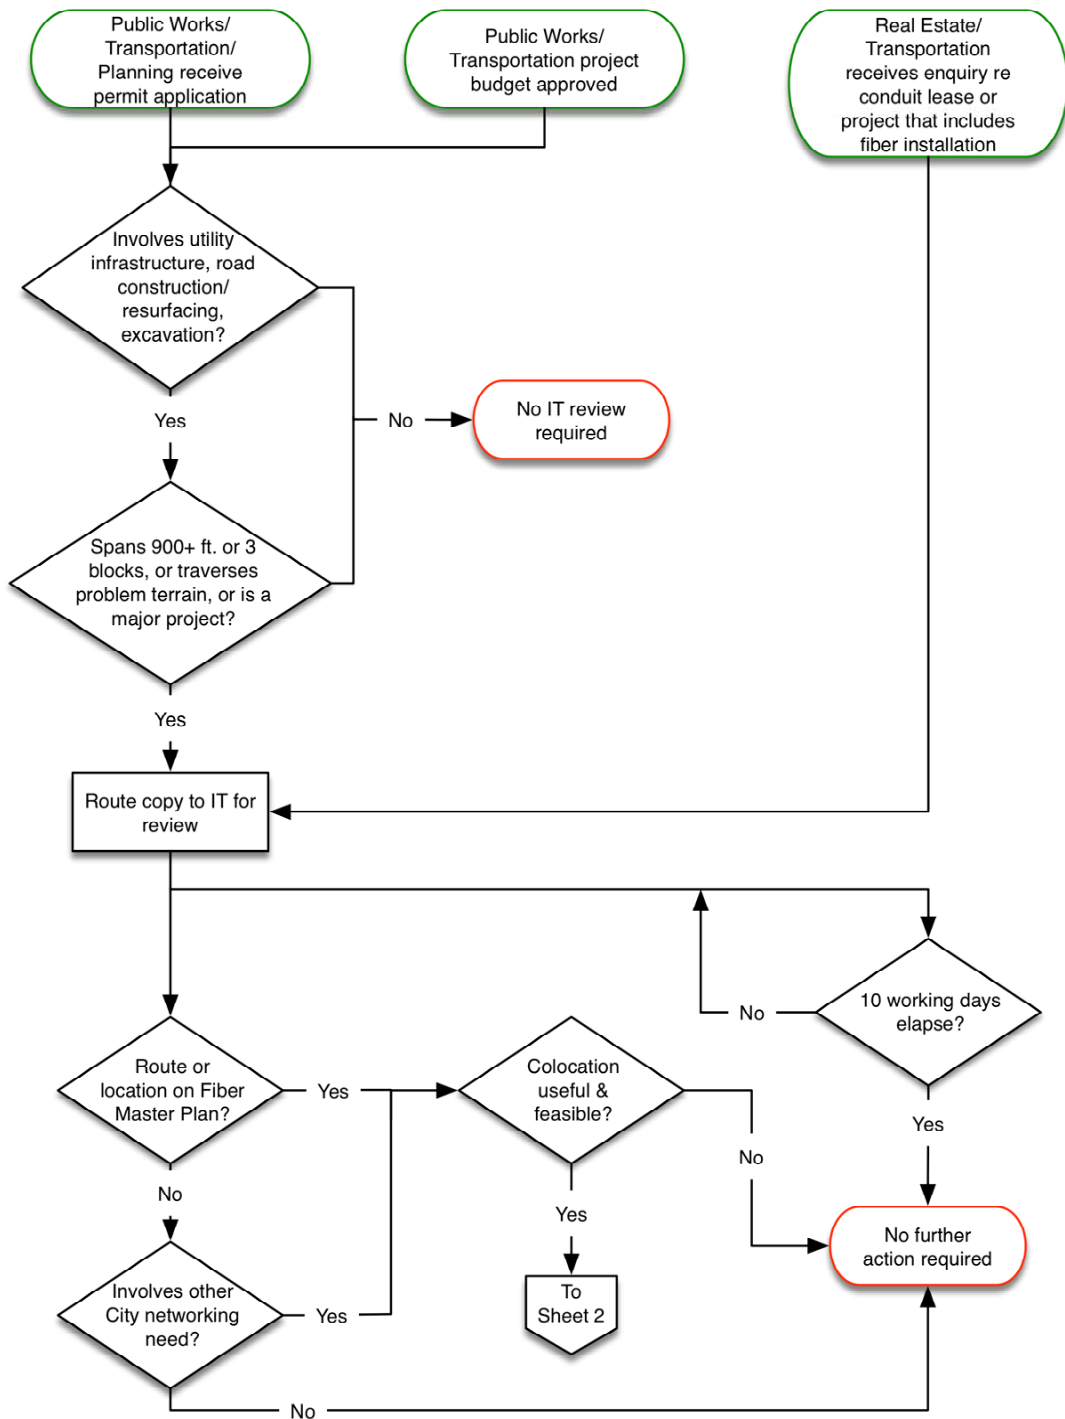 Public Works/
Transportation/
Planning receive
permit application
Public Works/
Transportation project
budget approved
Real Estate/
Transportation
receives enquiry re
conduit lease or
project that includes
fiber installation
Involves utility
infrastructure, road
construction/
resurfacing,
excavation?
No
No IT review
required
Yes
Spans 900+ ft. or 3
blocks, or traverses
problem terrain, or is a
major project?
Yes
Route copy to IT for
review
10 working days
elapse?
No
Yes
Route or
location on Fiber
Master Plan?
Yes
Colocation
useful &
feasible?
No
No
Yes
No further
action required
Involves other
City networking
need?
Yes
To
Sheet 2
No